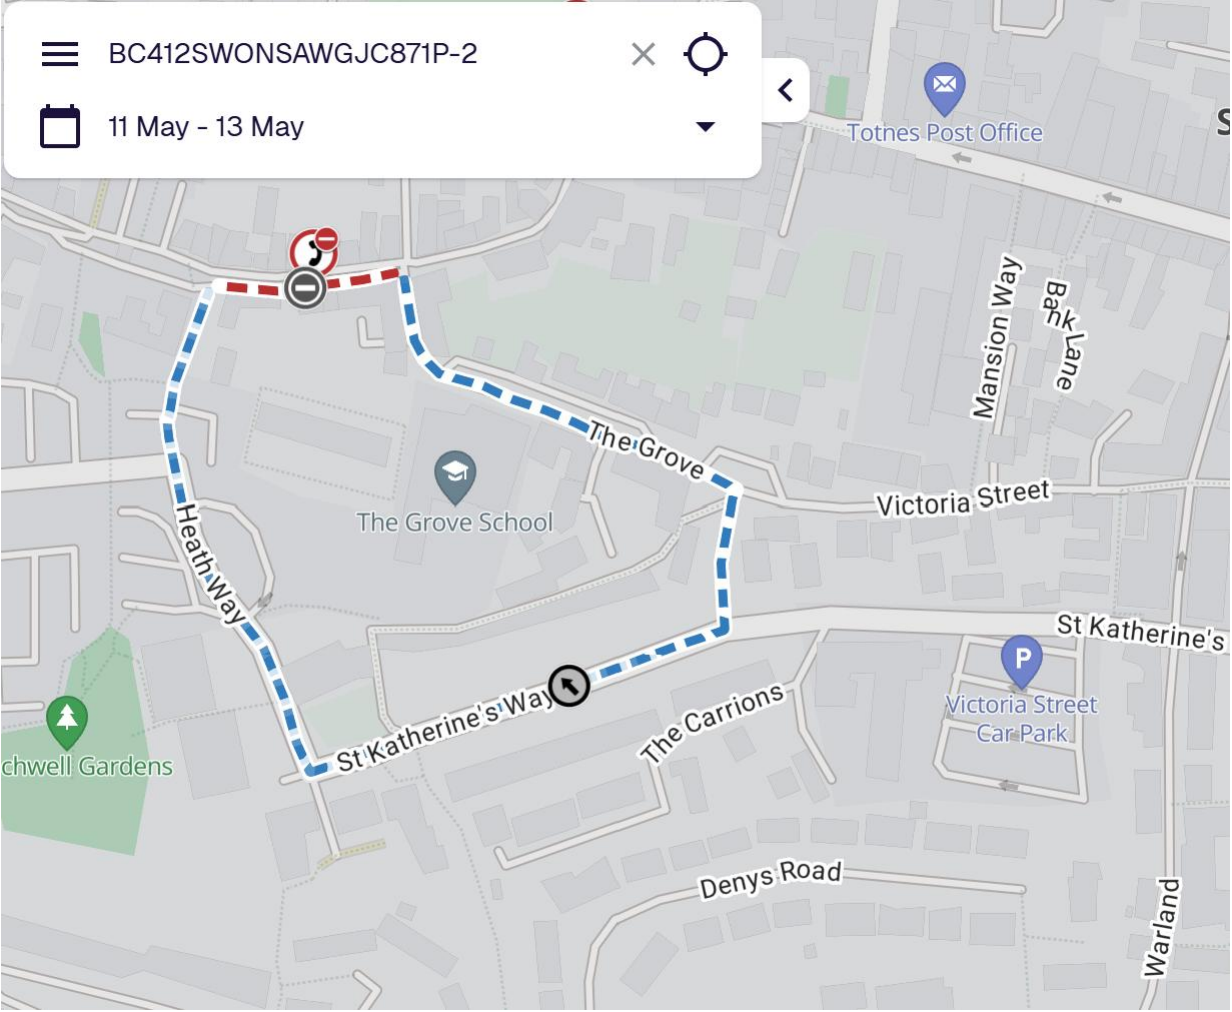 BC412SWONSAWGJC871P-2
11 May - 13 May
Totnes Post Office
S
Mansion Way
Bank Lane
The Grove
Victoria Street
The Grove School
Heath Way
St Katherine's
St Katherine's Way
The Carrions
P
Victoria Street
Car Park
chwell Gardens
Denys Road
Warland